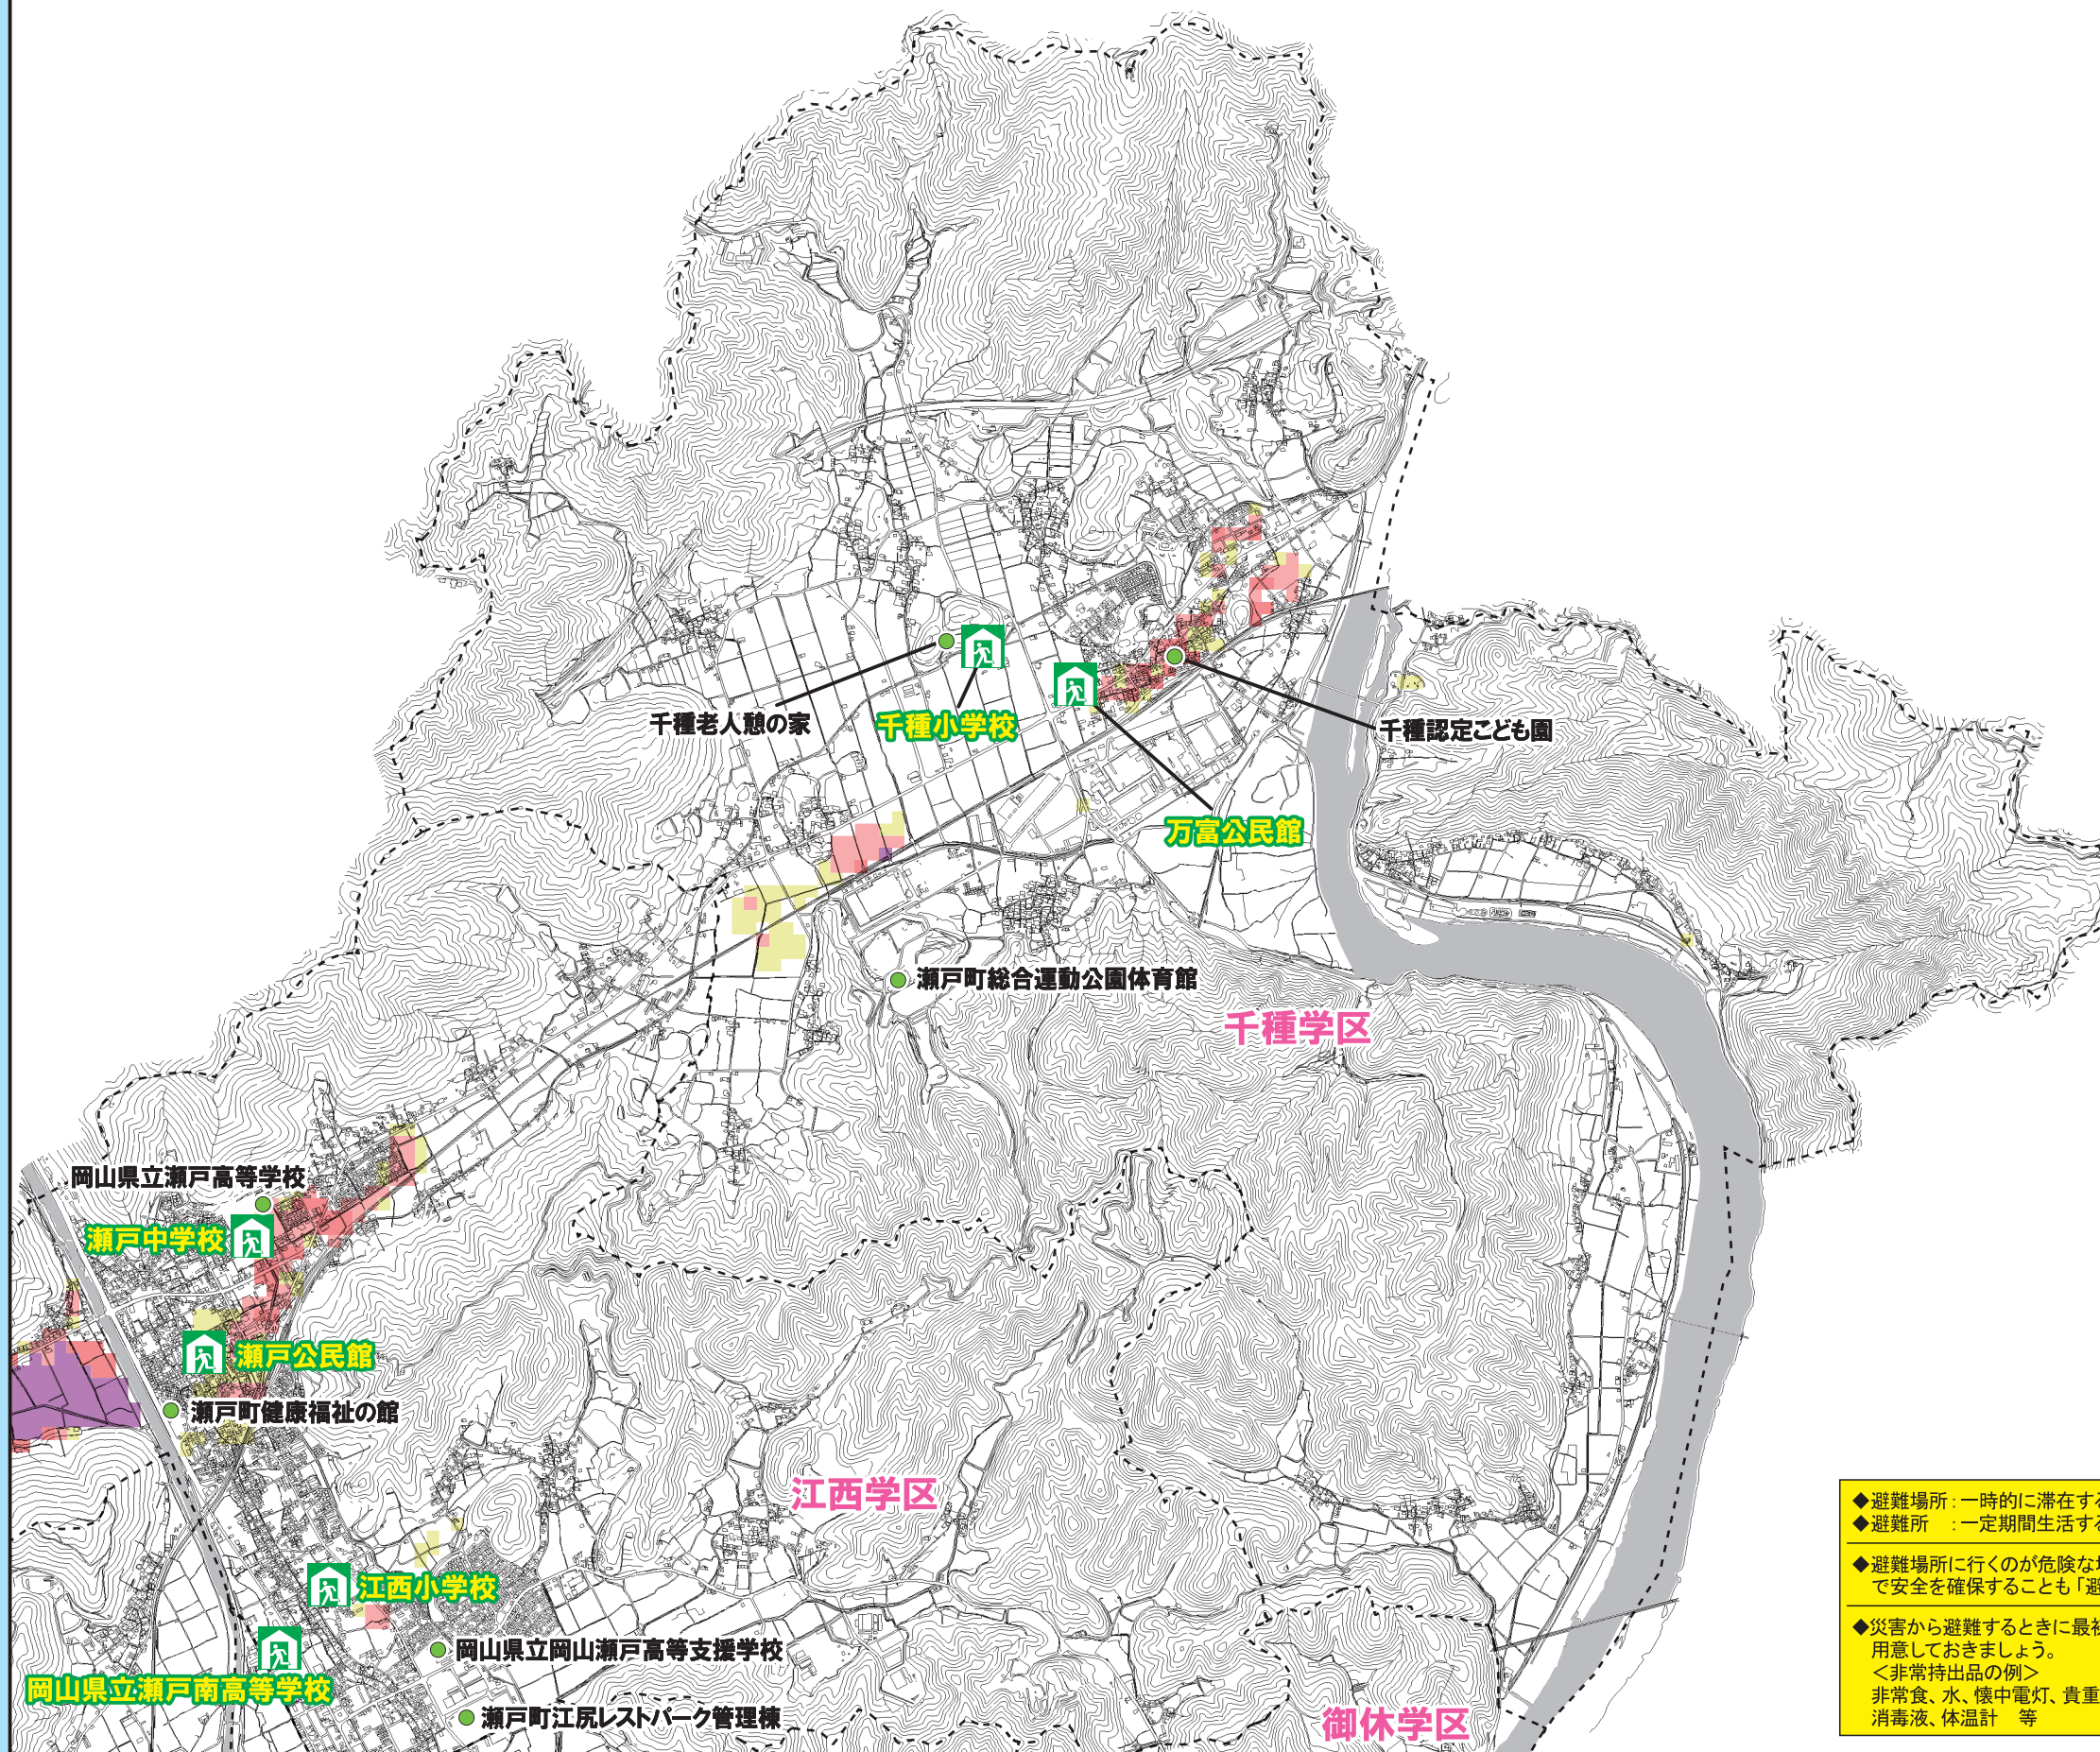 千種老人憩の家
千種小学校
千種認定こども園
万富公民館
瀬戸町総合運動公園体育館
千種学区
岡山県立瀬戸高等学校
瀬戸中学校
瀬戸公民館
瀬戸町健康福祉の館
江西学区
江西小学校
岡山県立岡山瀬戸高等支援学校
岡山県立瀬戸南高等学校
瀬戸町江尻レストパーク管理棟
御休学区
◆避難場所：一時的に滞在する
◆避難所　：一定期間生活する
◆避難場所に行くのが危険な
で安全を確保することも「避
◆災害から避難するときに最初
用意しておきましょう。
＜非常持出品の例＞
非常食、水、懐中電灯、貴重
消毒液、体温計　等